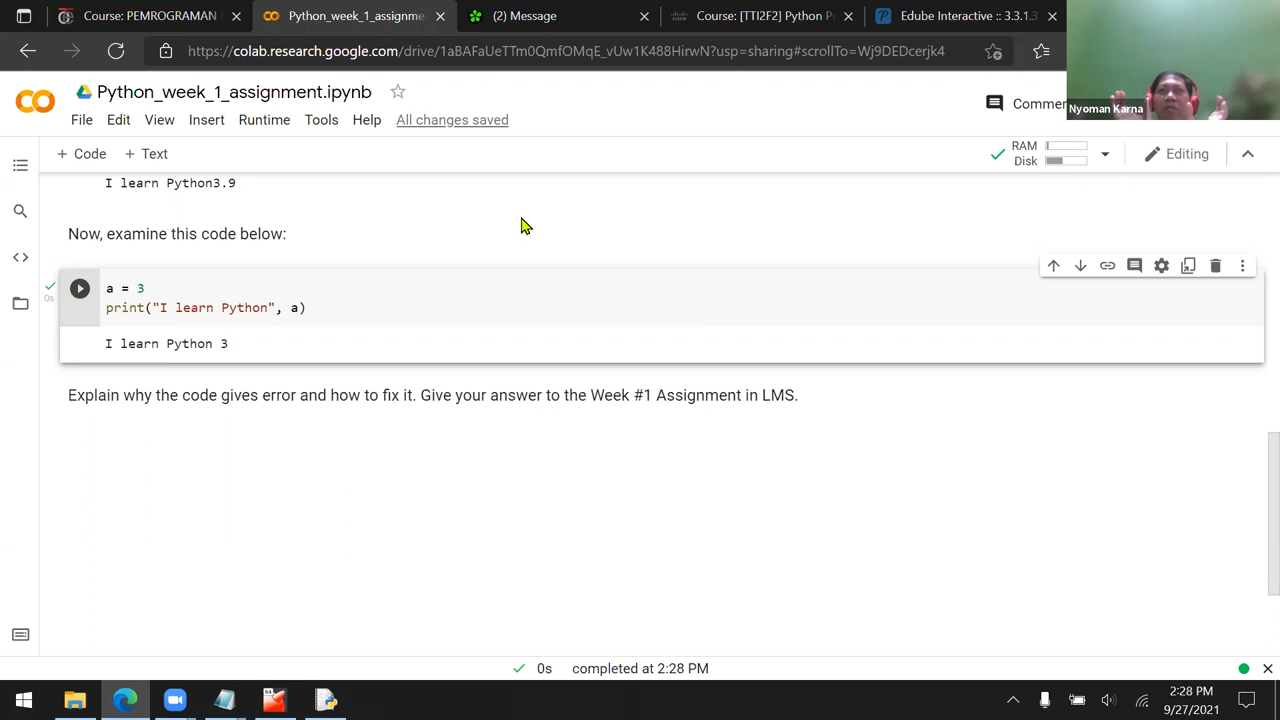 Course: PEMROGRAMAN
Python_week_1_assignme
(2) Message
Course: [TTI2F2] Python P
Edube Interactive :: 3.3.1.3
https://colab.research.google.com/drive/1aBAFaUeTTm0QmfOMqE_vUw1K488HirwN?usp=sharing#scrollTo=Wj9DEDcerjk4
Python_week_1_assignment.ipynb
Comme
Nyoman Karna
File Edit View Insert Runtime Tools Help All changes saved
+ Code + Text
RAM
Disk
Editing
I learn Python3.9
Now, examine this code below:
0s
a = 3
print("I learn Python", a)
I learn Python 3
Explain why the code gives error and how to fix it. Give your answer to the Week #1 Assignment in LMS.
0s completed at 2:28 PM
64
2:28 PM
9/27/2021